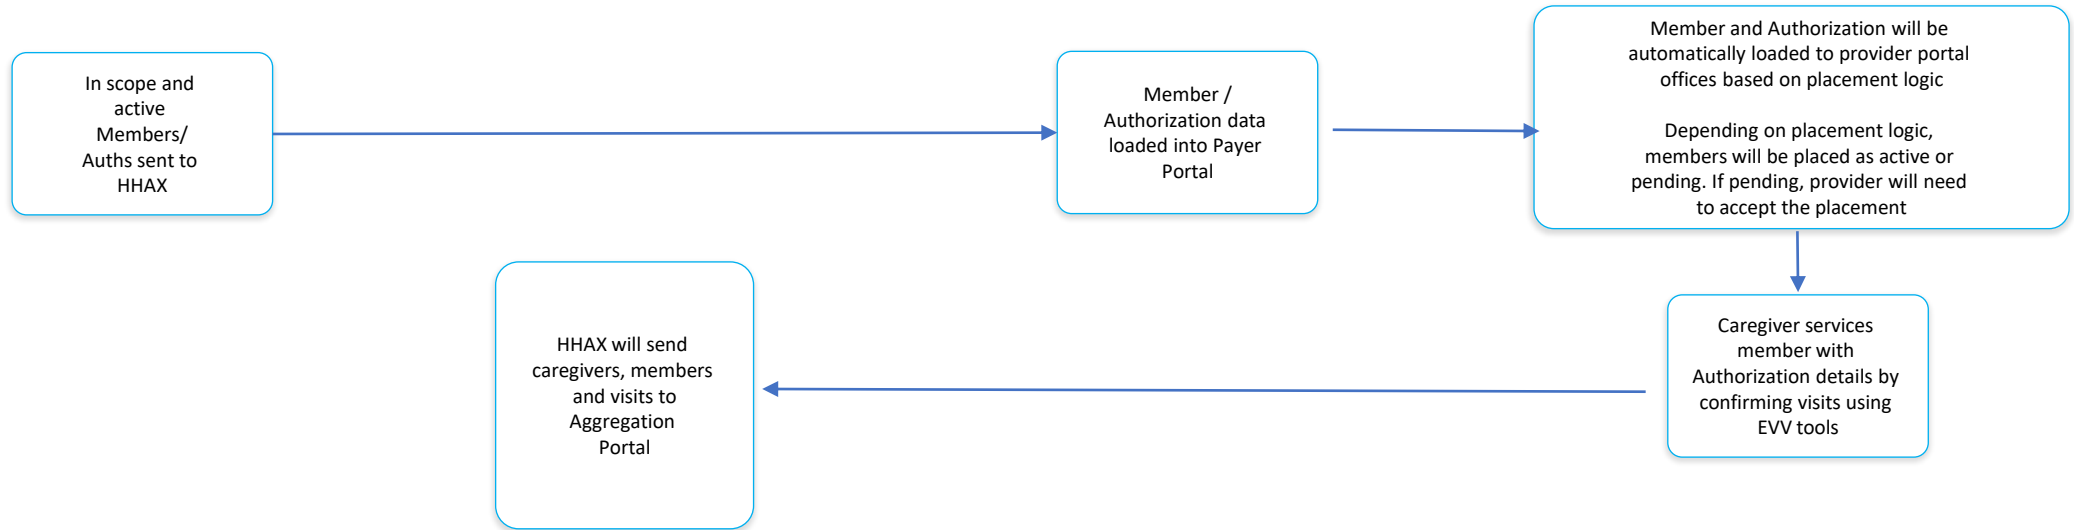 In scope and
active
Members/
Auths sent to
HHAX
Member /
Authorization data
loaded into Payer
Portal
Member and Authorization will be
automatically loaded to provider portal
offices based on placement logic
Depending on placement logic,
members will be placed as active or
pending. If pending, provider will need
to accept the placement
Caregiver services
member with
Authorization details by
confirming visits using
EVV tools
HHAX will send
caregivers, members
and visits to
Aggregation
Portal